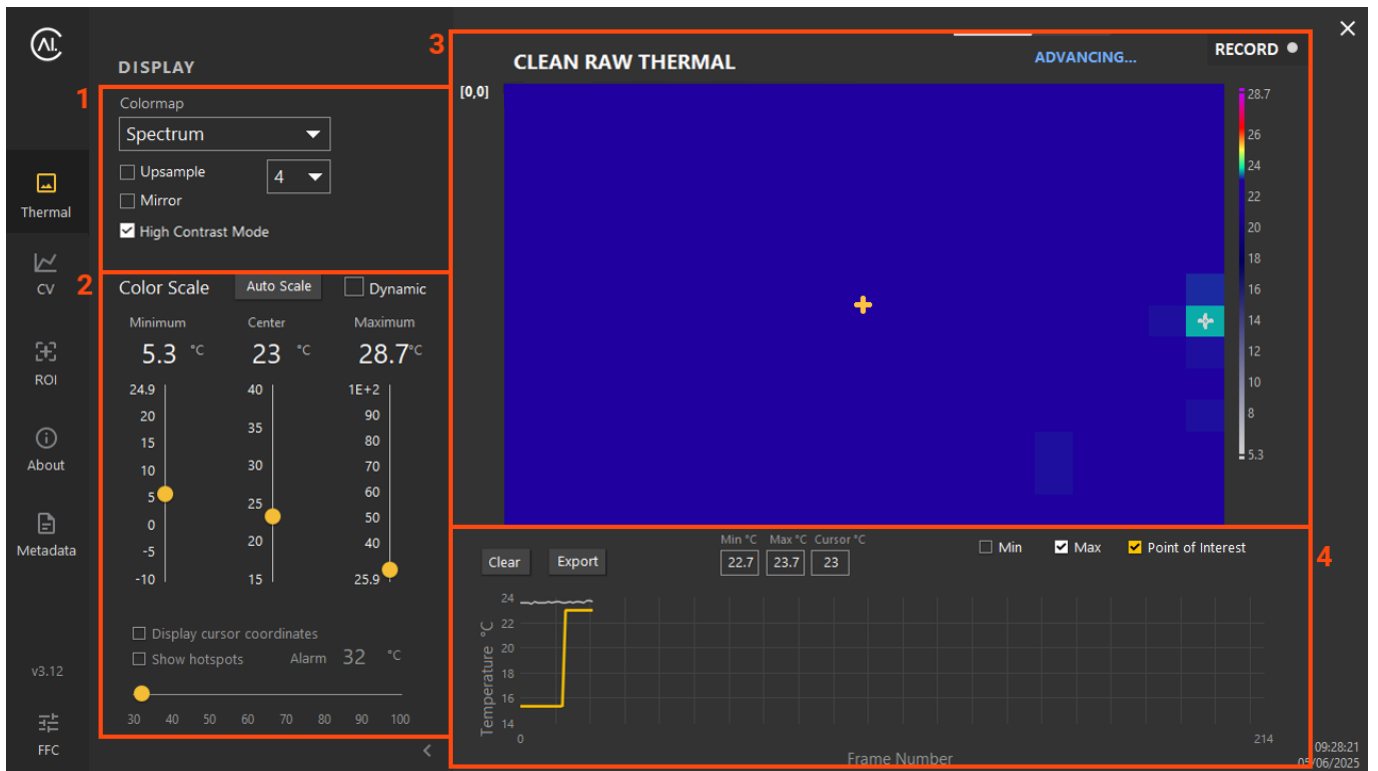 AI.
Thermal
CV
ROI
About
Metadata
v3.12
FFC
DISPLAY
1
Colormap
Spectrum
Upsample 4
Mirror
High Contrast Mode
2
Color Scale Auto Scale Dynamic
Minimum Center Maximum
5.3 °C 23 °C 28.7 °C
24.9 40 1E+2
20 90
35
15 80
10 30 70
5 60
25
0 50
20
-5 40
-10 15 25.9
Display cursor coordinates
Show hotspots Alarm 32 °C
30 40 50 60 70 80 90 100
3
CLEAN RAW THERMAL ADVANCING... RECORD
[0,0]
28.7
26
24
22
20
18
16
14
12
10
8
5.3
4
Min °C Max °C Cursor °C
Clear Export 22.7 23.7 23 Min Max Point of Interest
Temperature °C
24
22
20
18
16
14
0 214
Frame Number
09:28:21
05/06/2025